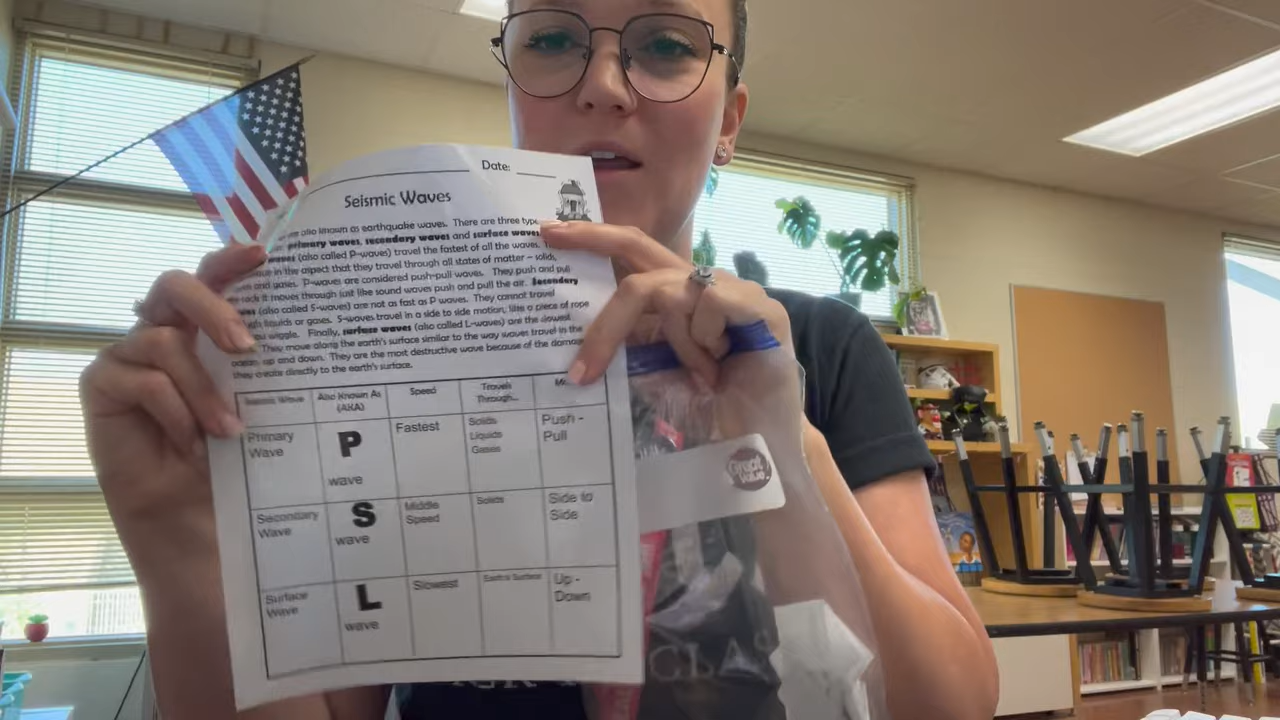 Date:
Seismic Waves
also known as earthquake waves. There are three
primary waves, secondary waves and surface waves
(also called P-waves) travel the fastest of all the waves.
in the aspect that they travel through all states of matter – solids,
and gases. P-waves are considered push-pull waves. They push and pull
it moves through just like sound waves push and pull the air. Secondary
(also called S-waves) are not as fast as P waves. They cannot travel
liquids or gases. S-waves travel in a side to side motion, like a piece of rope
wiggle. Finally, surface waves (also called L-waves) are the slowest
They move along the earth's surface similar to the way waves travel in the
up and down. They are the most destructive wave because of the damage
they create directly to the earth's surface.
Seismic Wave Also Known As (AKA) Speed Travels Through...
Primary Wave P wave Fastest Solids Liquids Gases Push - Pull
Secondary Wave S wave Middle Speed Solids Side to Side
Surface Wave L wave Slowest Earth's Surface Up - Down
Great Value